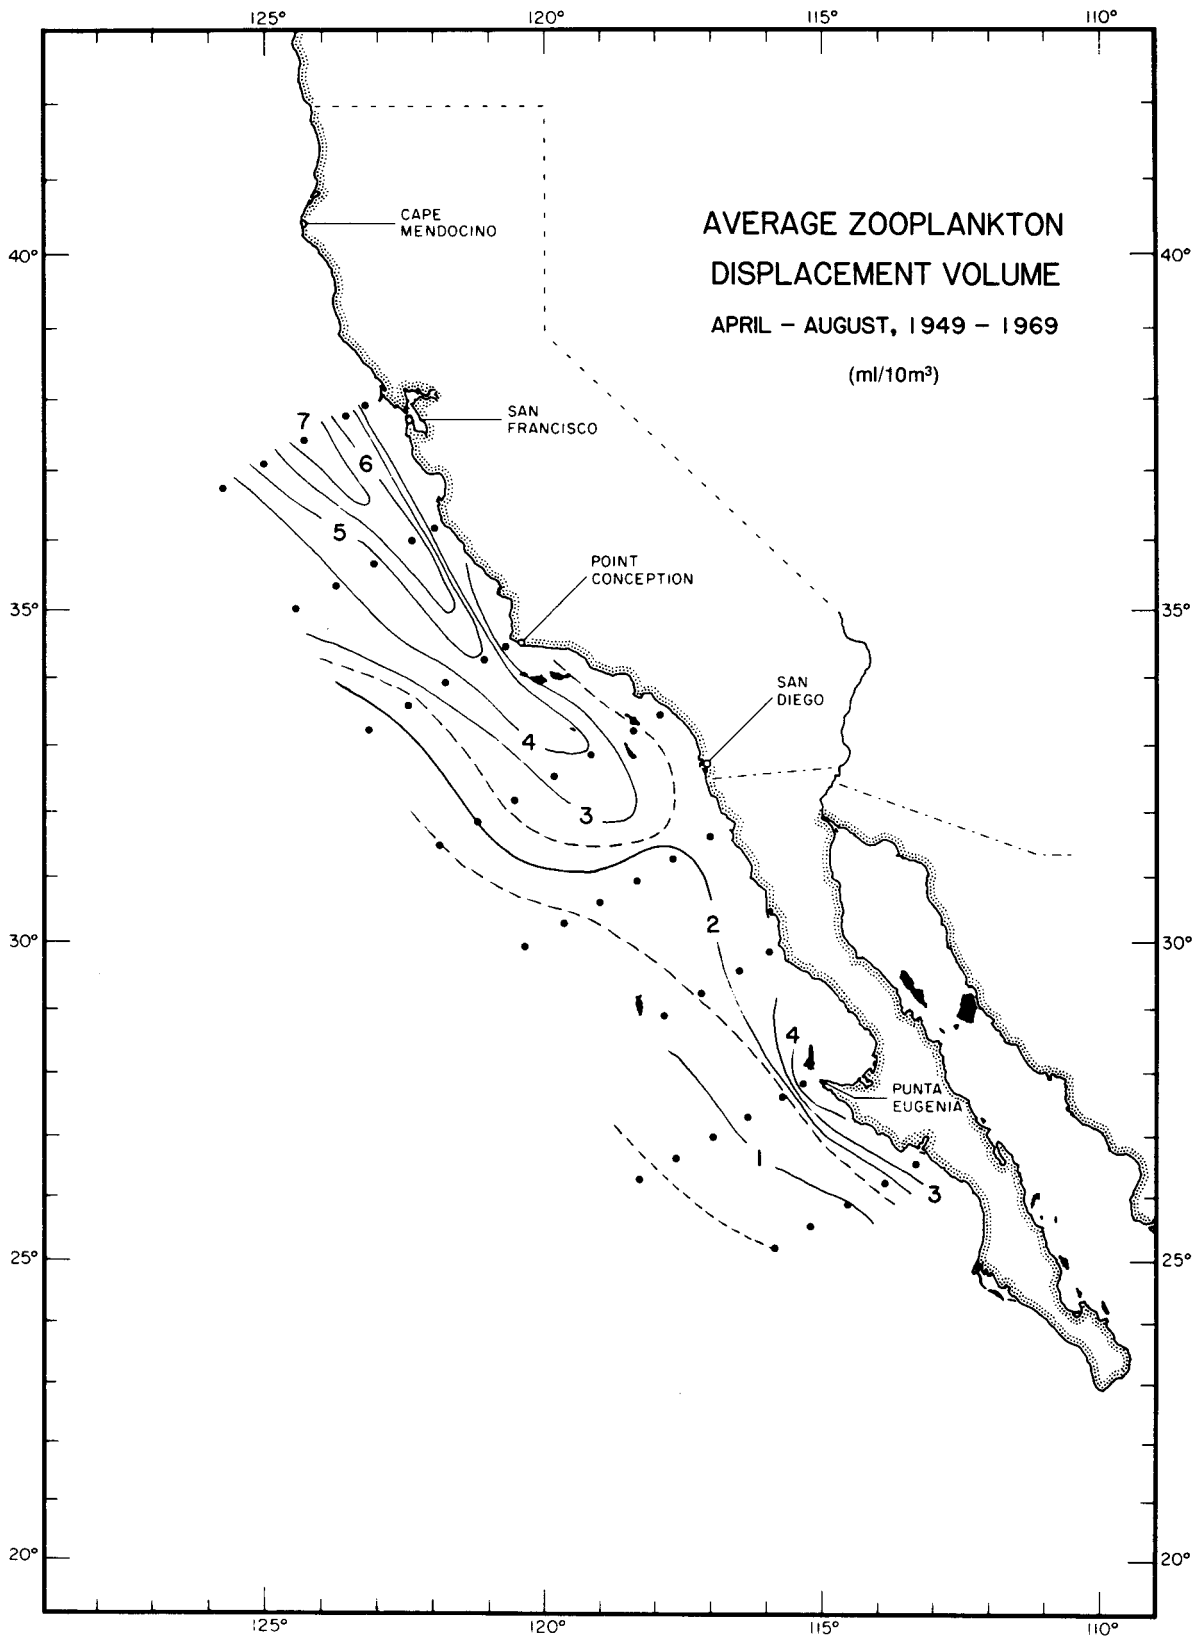 125° 120° 115° 110°
CAPE
MENDOCINO
AVERAGE ZOOPLANKTON
40° 40°
DISPLACEMENT VOLUME
APRIL – AUGUST, 1949 – 1969
(ml/10m³)
SAN
FRANCISCO
7
6
5
POINT
CONCEPTION
35° 35°
SAN
DIEGO
4
3
2
30° 30°
4
PUNTA
EUGENIA
1
3
25° 25°
20° 20°
125° 120° 115° 110°